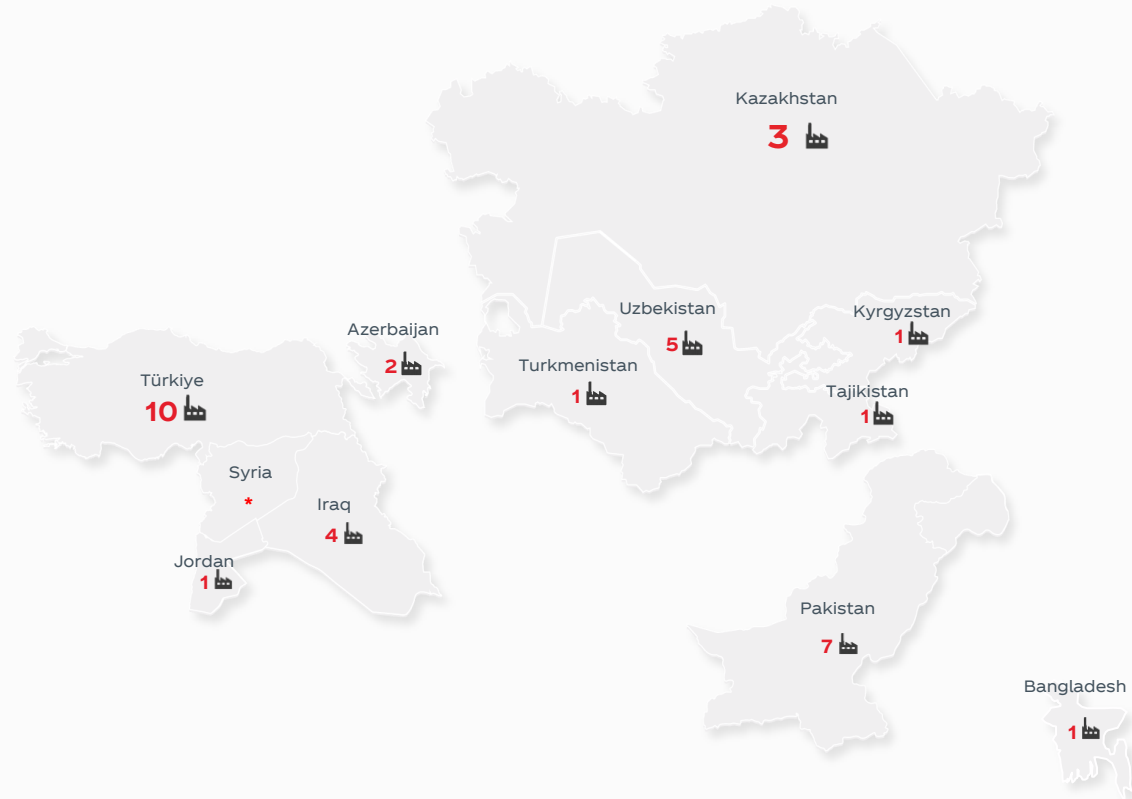 Kazakhstan
3
Uzbekistan
5
Kyrgyzstan
1
Azerbaijan
2
Turkmenistan
1
Türkiye
10
Tajikistan
1
Syria
*
Iraq
4
Jordan
1
Pakistan
7
Bangladesh
1